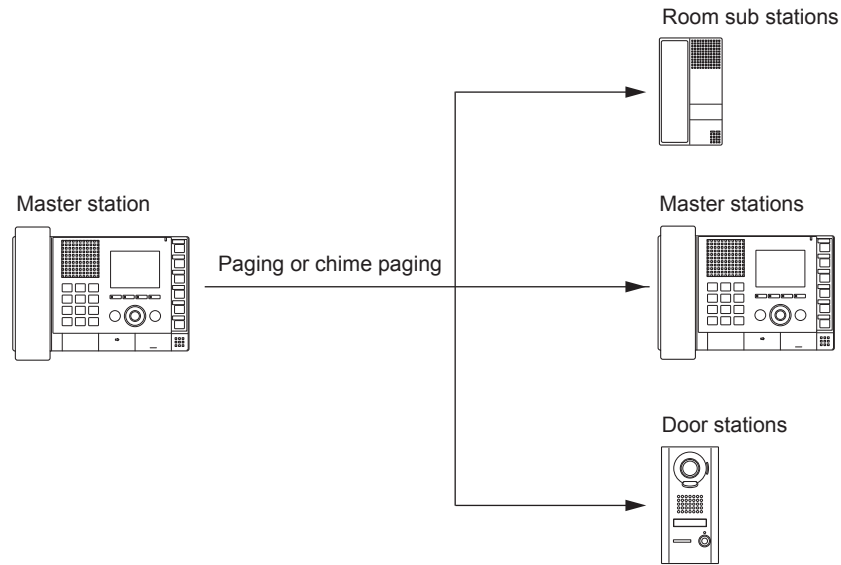 Room sub stations
Master station
Master stations
Paging or chime paging
Door stations